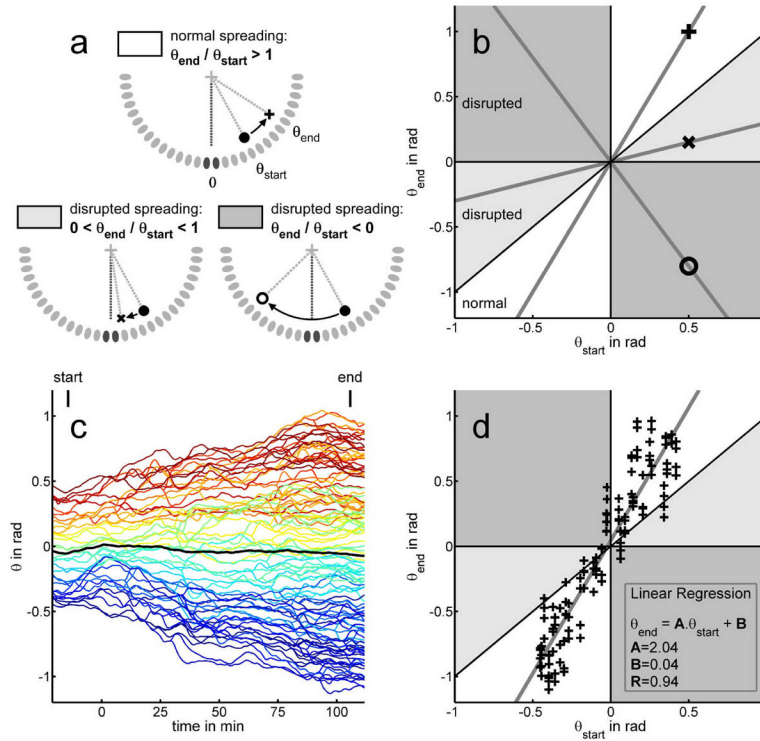 a
normal spreading:
θend / θstart > 1
θend
θstart
0
disrupted spreading:
0 < θend / θstart < 1
disrupted spreading:
θend / θstart < 0
b
1
0.5
0
-0.5
-1
θend in rad
disrupted
disrupted
normal
-1
-0.5
0
0.5
θstart in rad
start
end
c
1
0.5
0
-0.5
-1
θ in rad
0
25
50
75
100
time in min
d
1
0.5
0
-0.5
-1
θend in rad
Linear Regression
θend = A.θstart + B
A=2.04
B=0.04
R=0.94
-1
-0.5
0
0.5
θstart in rad